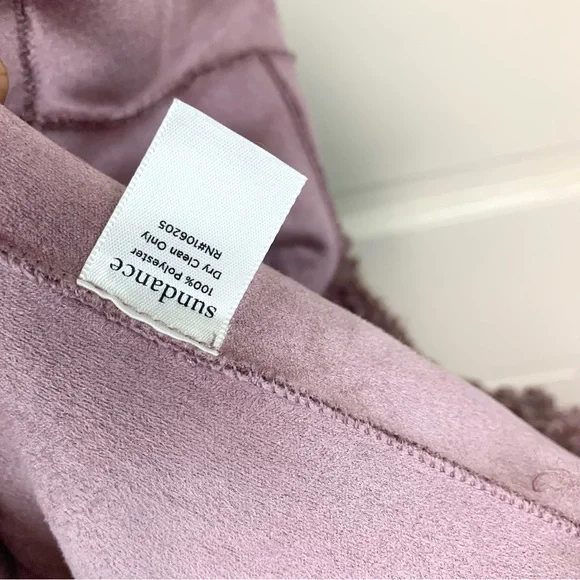 sundance
100% Polyester
Dry Clean Only
RN#106205